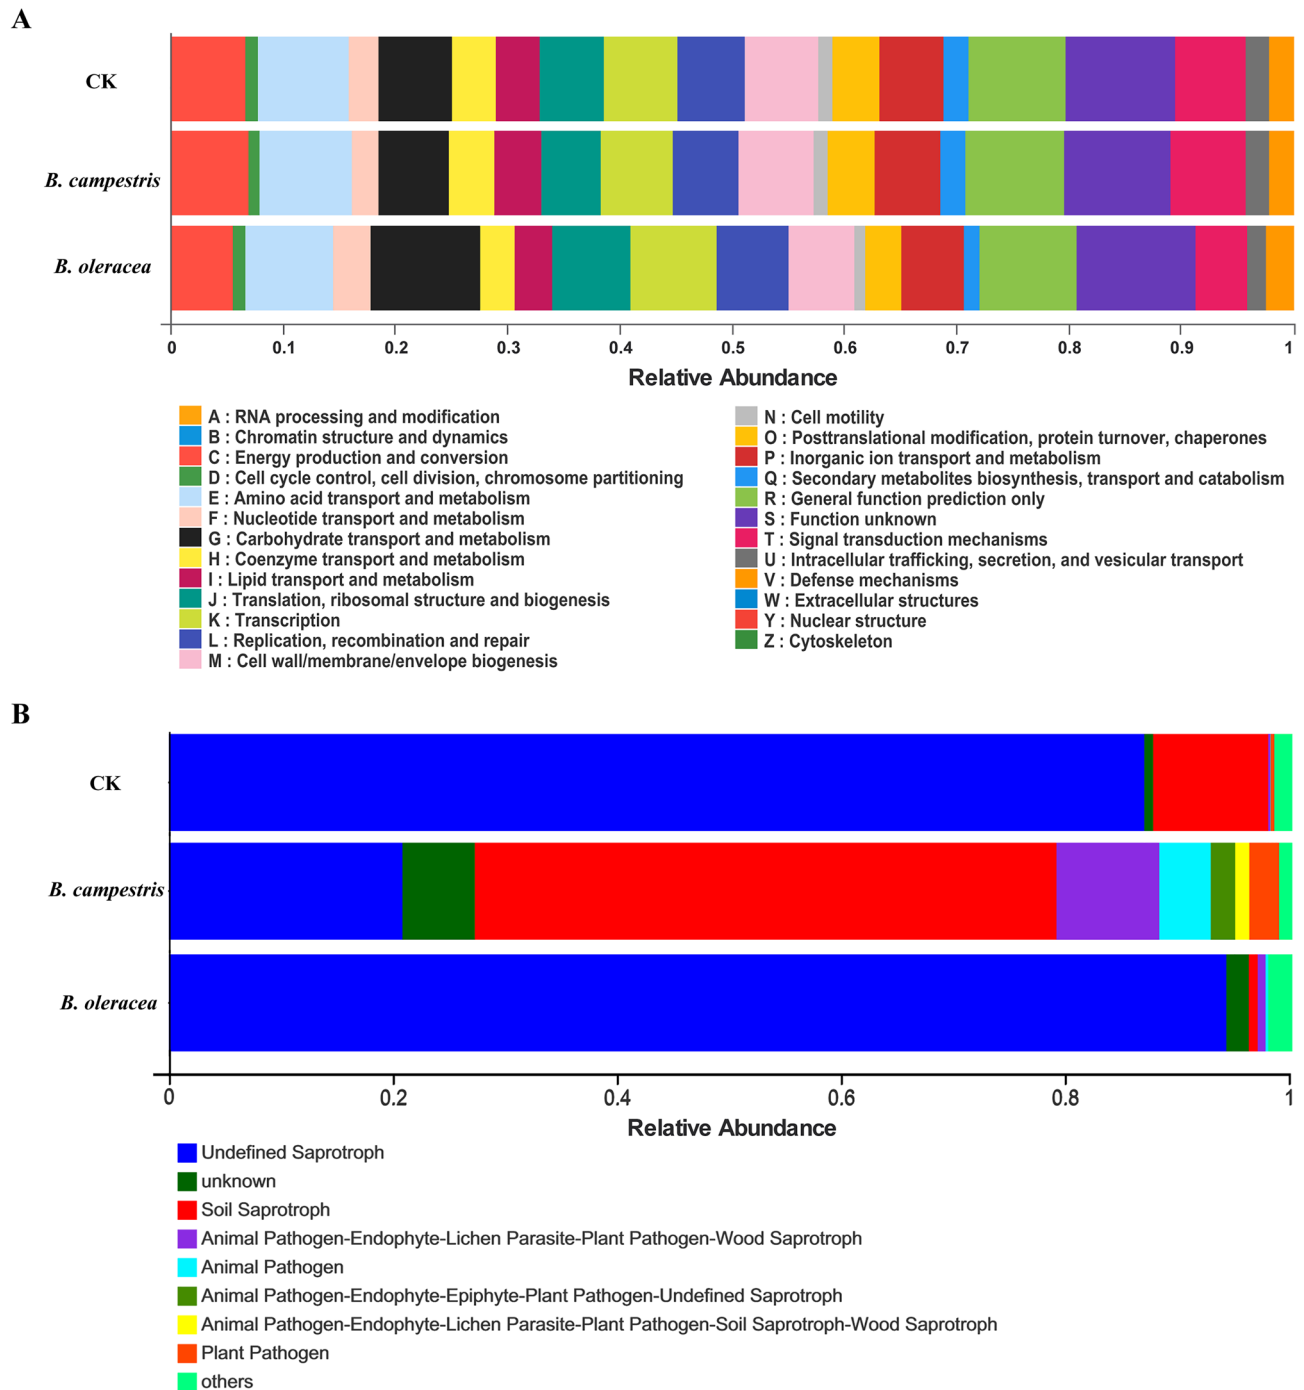 A
CK
B. campestris
B. oleracea
0 0.1 0.2 0.3 0.4 0.5 0.6 0.7 0.8 0.9 1
Relative Abundance
A : RNA processing and modification
B : Chromatin structure and dynamics
C : Energy production and conversion
D : Cell cycle control, cell division, chromosome partitioning
E : Amino acid transport and metabolism
F : Nucleotide transport and metabolism
G : Carbohydrate transport and metabolism
H : Coenzyme transport and metabolism
I : Lipid transport and metabolism
J : Translation, ribosomal structure and biogenesis
K : Transcription
L : Replication, recombination and repair
M : Cell wall/membrane/envelope biogenesis
N : Cell motility
O : Posttranslational modification, protein turnover, chaperones
P : Inorganic ion transport and metabolism
Q : Secondary metabolites biosynthesis, transport and catabolism
R : General function prediction only
S : Function unknown
T : Signal transduction mechanisms
U : Intracellular trafficking, secretion, and vesicular transport
V : Defense mechanisms
W : Extracellular structures
Y : Nuclear structure
Z : Cytoskeleton
B
CK
B. campestris
B. oleracea
0 0.2 0.4 0.6 0.8 1
Relative Abundance
Undefined Saprotroph
unknown
Soil Saprotroph
Animal Pathogen-Endophyte-Lichen Parasite-Plant Pathogen-Wood Saprotroph
Animal Pathogen
Animal Pathogen-Endophyte-Epiphyte-Plant Pathogen-Undefined Saprotroph
Animal Pathogen-Endophyte-Lichen Parasite-Plant Pathogen-Soil Saprotroph-Wood Saprotroph
Plant Pathogen
others